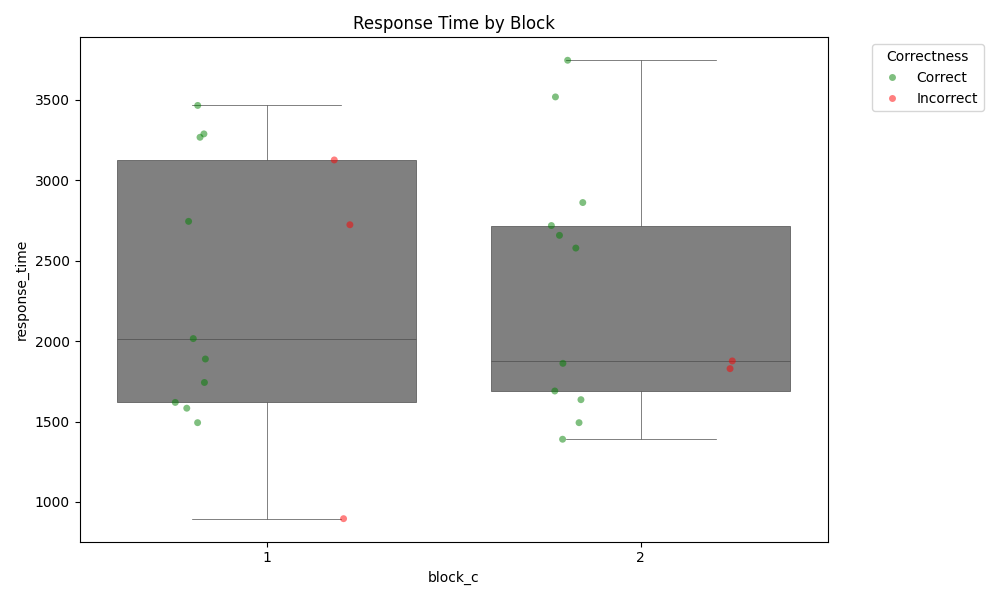 Response Time by Block
Correctness
Correct
Incorrect
response_time
3500
3000
2500
2000
1500
1000
1
2
block_c